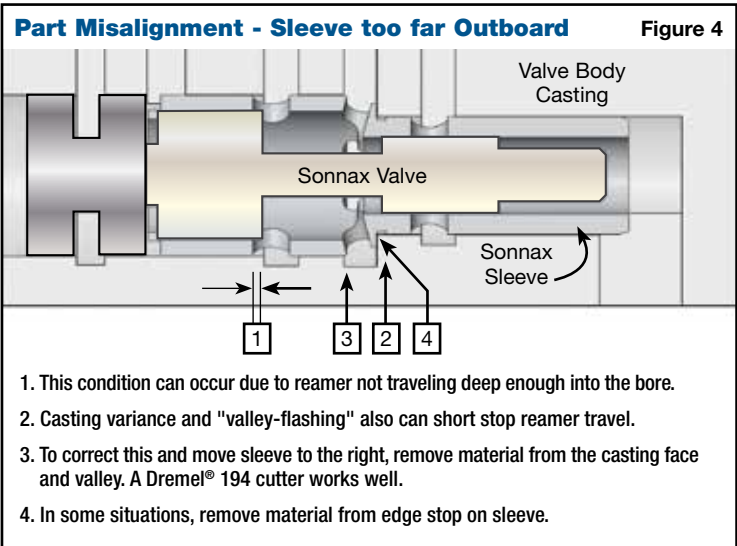 Part Misalignment - Sleeve too far Outboard Figure 4
Valve Body
Casting
Sonnax Valve
Sonnax
Sleeve
1 3 2 4
1. This condition can occur due to reamer not traveling deep enough into the bore.
2. Casting variance and "valley-flashing" also can short stop reamer travel.
3. To correct this and move sleeve to the right, remove material from the casting face
and valley. A Dremel® 194 cutter works well.
4. In some situations, remove material from edge stop on sleeve.